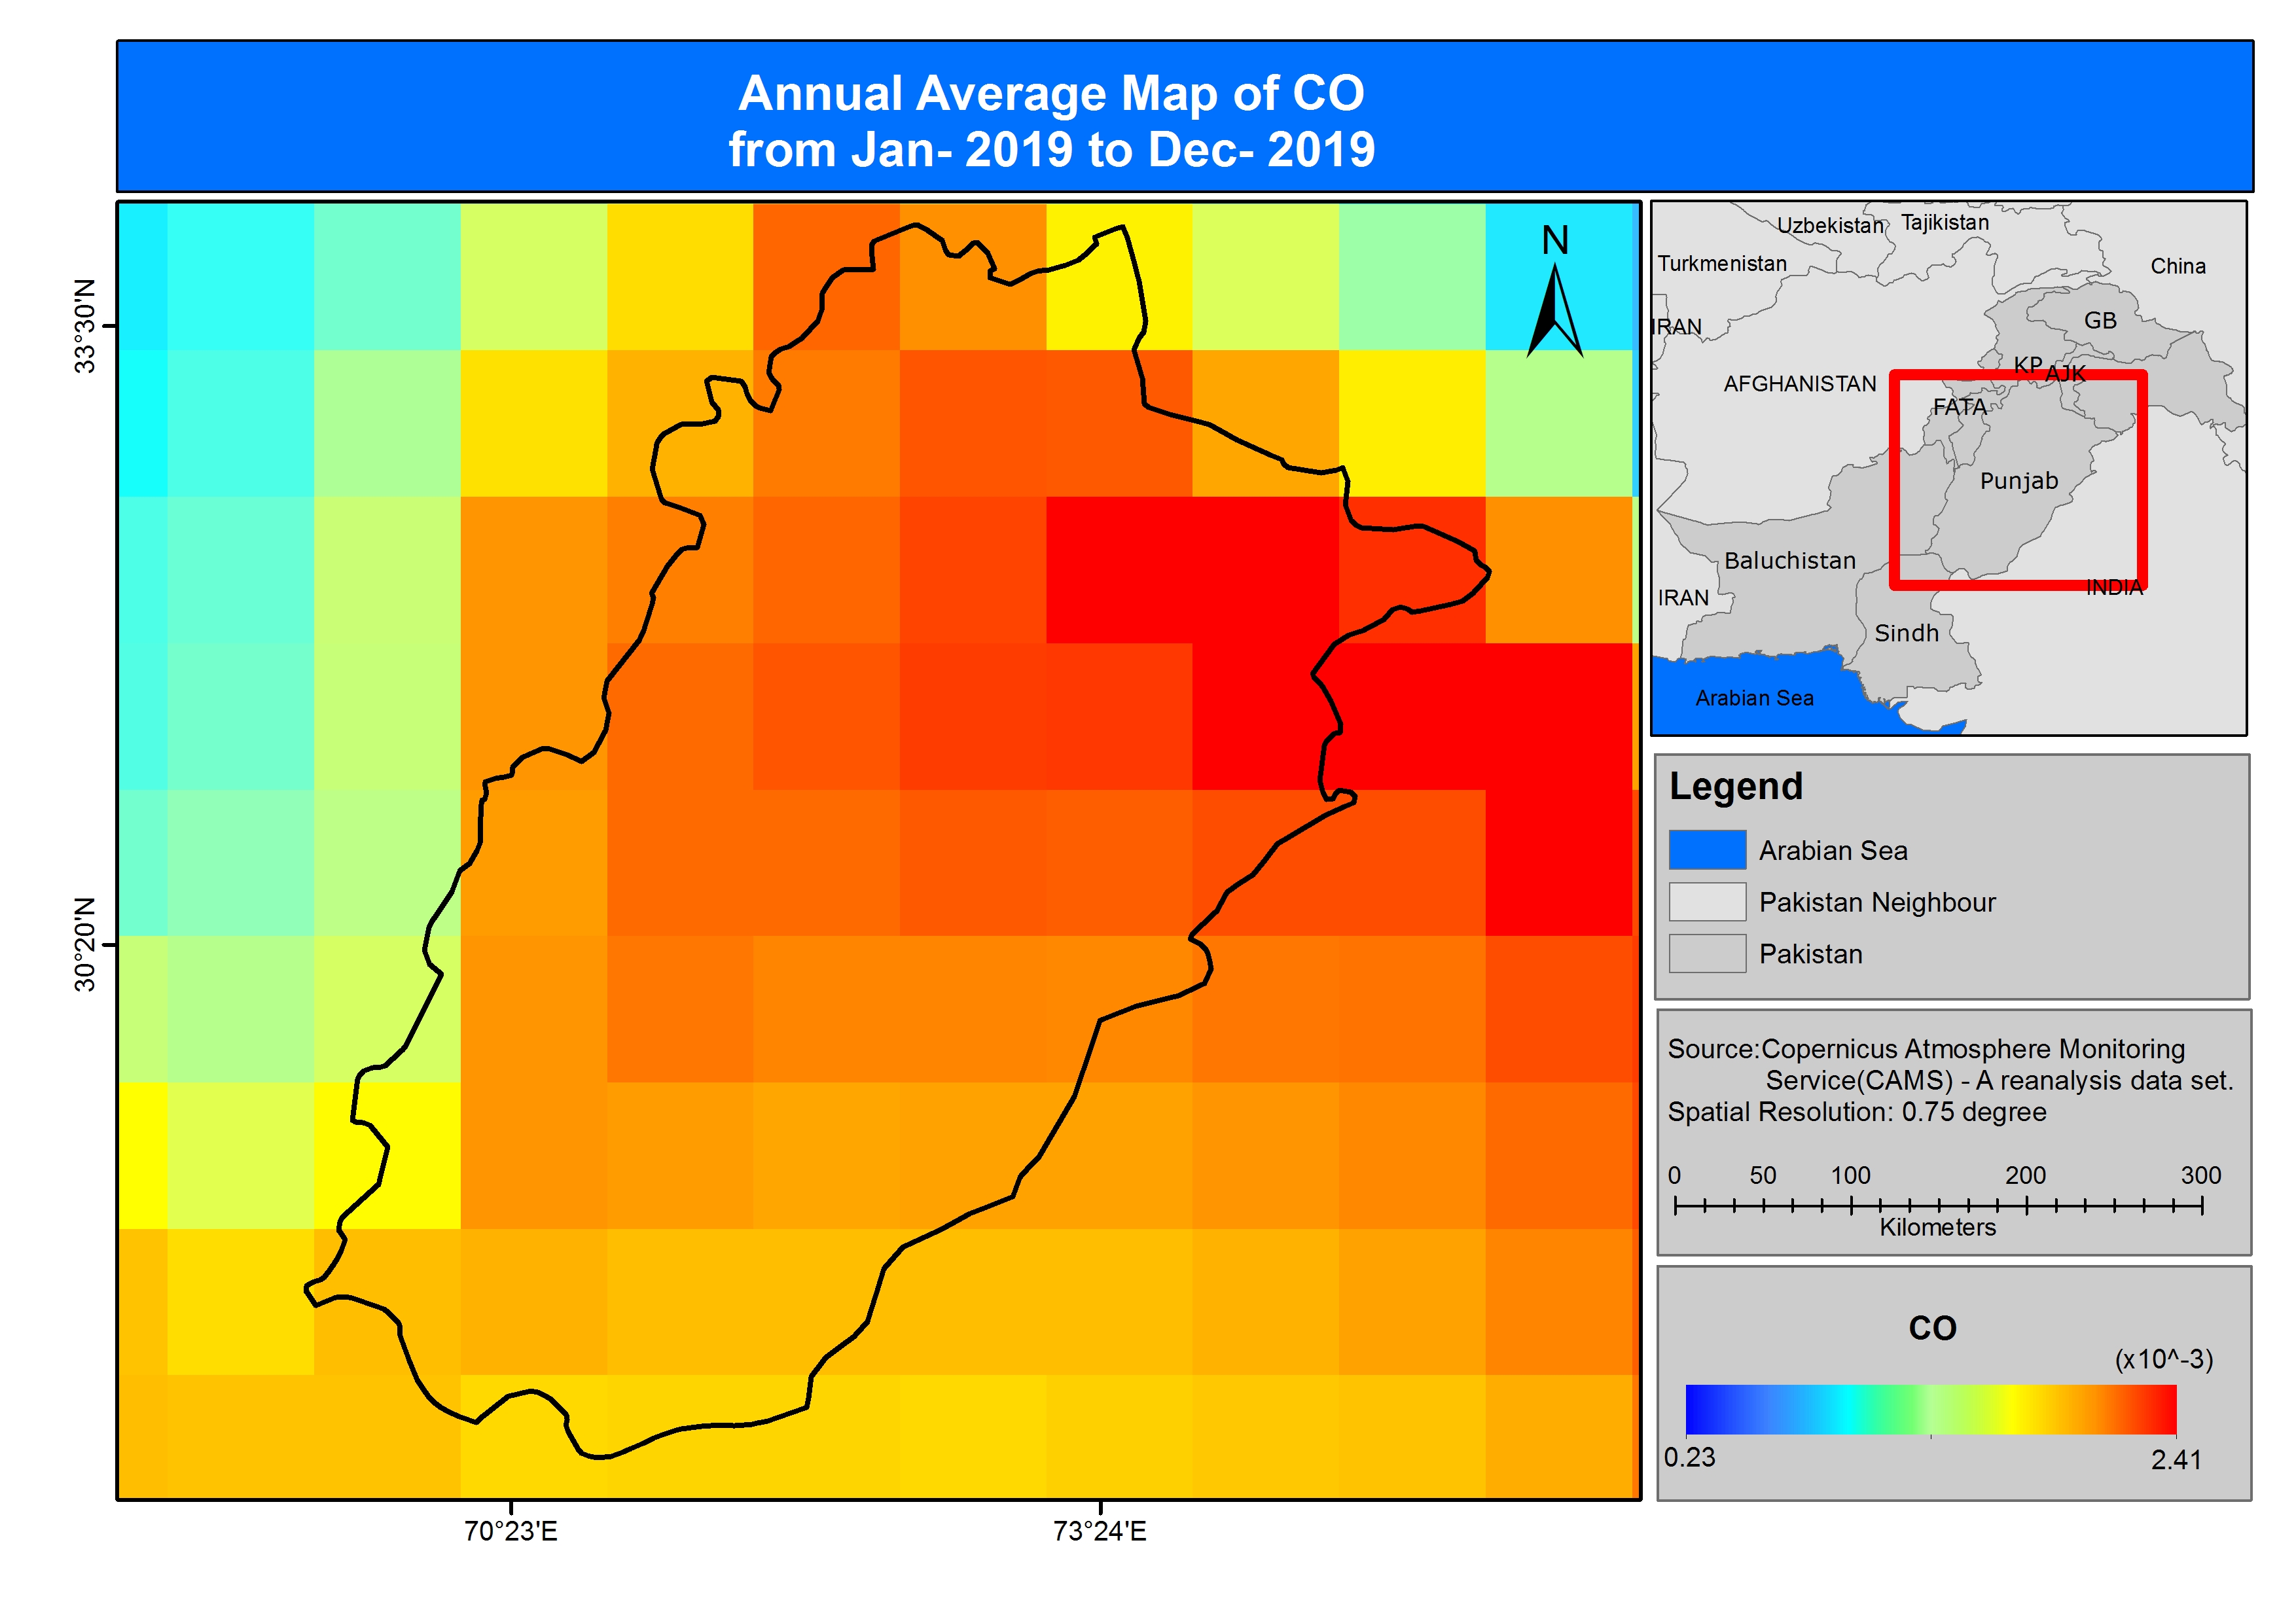 Annual Average Map of CO
from Jan- 2019 to Dec- 2019
33°30'N
30°20'N
70°23'E
73°24'E
N
Uzbekistan
Tajikistan
Turkmenistan
China
IRAN
GB
KP
AJK
AFGHANISTAN
FATA
Punjab
Baluchistan
IRAN
INDIA
Sindh
Arabian Sea
Legend
Arabian Sea
Pakistan Neighbour
Pakistan
Source:Copernicus Atmosphere Monitoring
Service(CAMS) - A reanalysis data set.
Spatial Resolution: 0.75 degree
0 50 100 200 300
Kilometers
CO
(x10^-3)
0.23
2.41